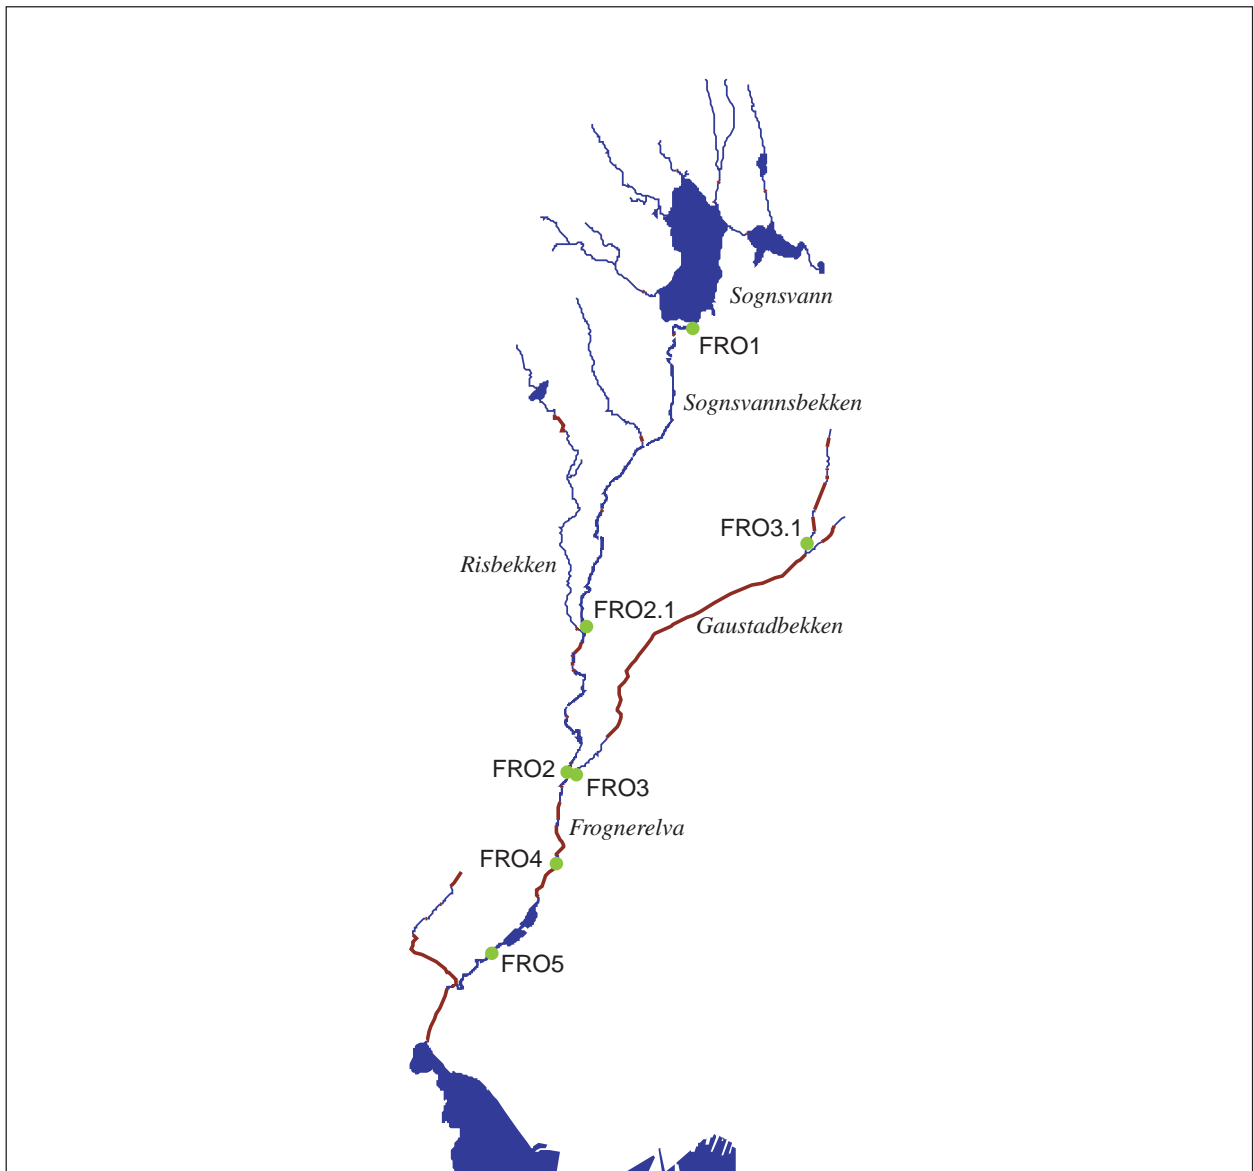 Sognsvann
FRO1
Sognsvannsbekken
FRO3.1
Risbekken
FRO2.1
Gaustadbekken
FRO2
FRO3
Frognerelva
FRO4
FRO5